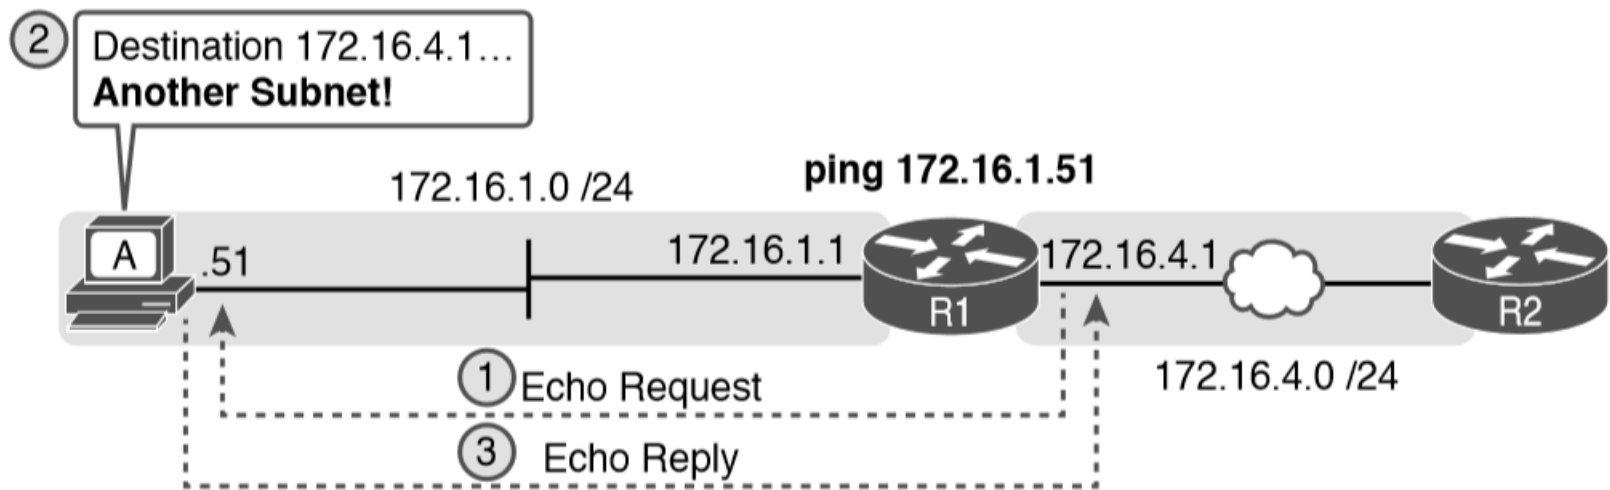 2
Destination 172.16.4.1...
Another Subnet!
ping 172.16.1.51
172.16.1.0 /24
A
.51
172.16.1.1
R1
172.16.4.1
R2
172.16.4.0 /24
1 Echo Request
3 Echo Reply